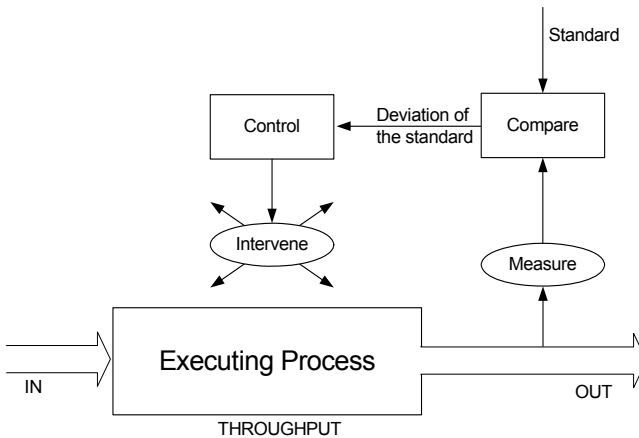 Standard
Control
Deviation of
the standard
Compare
Intervene
Measure
Executing Process
IN
OUT
THROUGHPUT